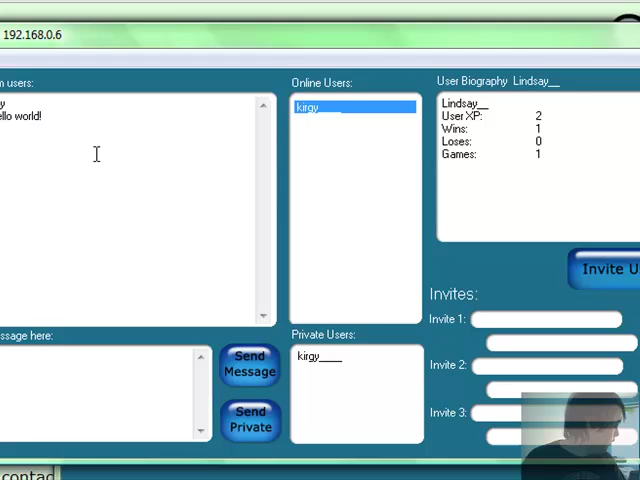 192.168.0.6
users:
Online Users:
User Biography Lindsay__
y
ello world!
kirgy____
Lindsay__
User XP: 2
Wins: 1
Loses: 0
Games: 1
Invite U
Invites:
Invite 1:
Invite 2:
Invite 3:
ssage here:
Private Users:
Send
Message
kirgy____
Send
Private
contac